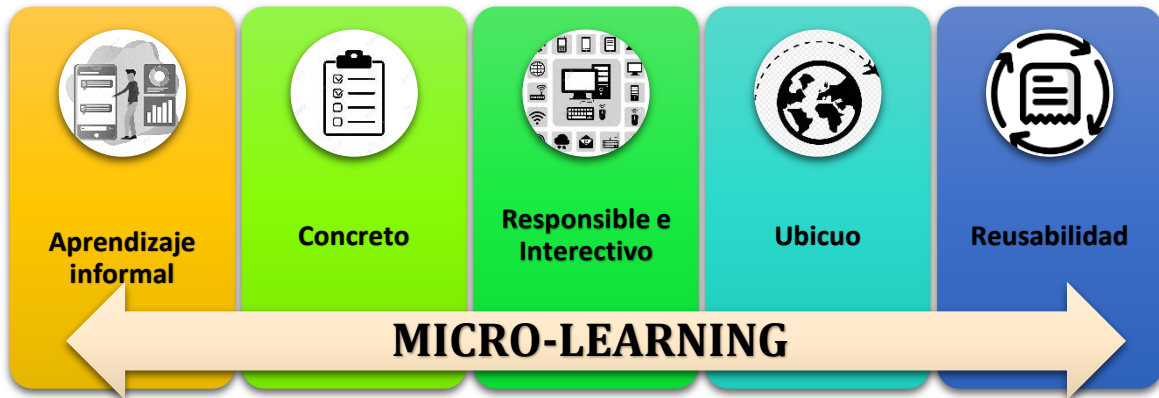 Aprendizaje
informal
Concreto
Responsible e
Interectivo
Ubicuo
Reusabilidad
MICRO-LEARNING